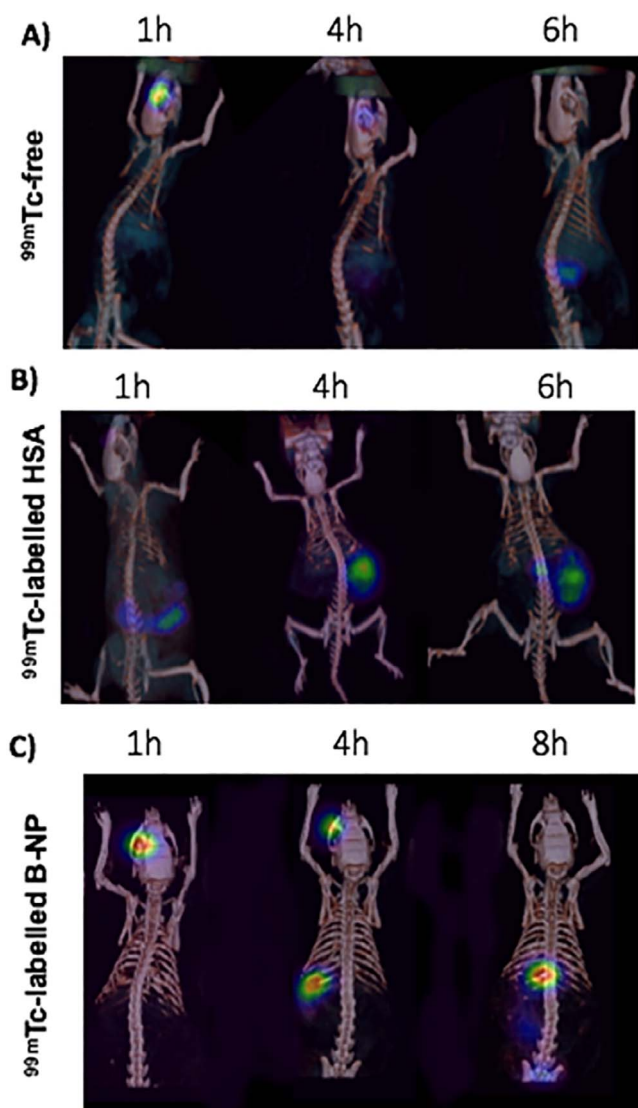 A)
1h 4h 6h
⁹⁹ᵐTc-free
B)
1h 4h 6h
⁹⁹ᵐTc-labelled HSA
C)
1h 4h 8h
⁹⁹ᵐTc-labelled B-NP